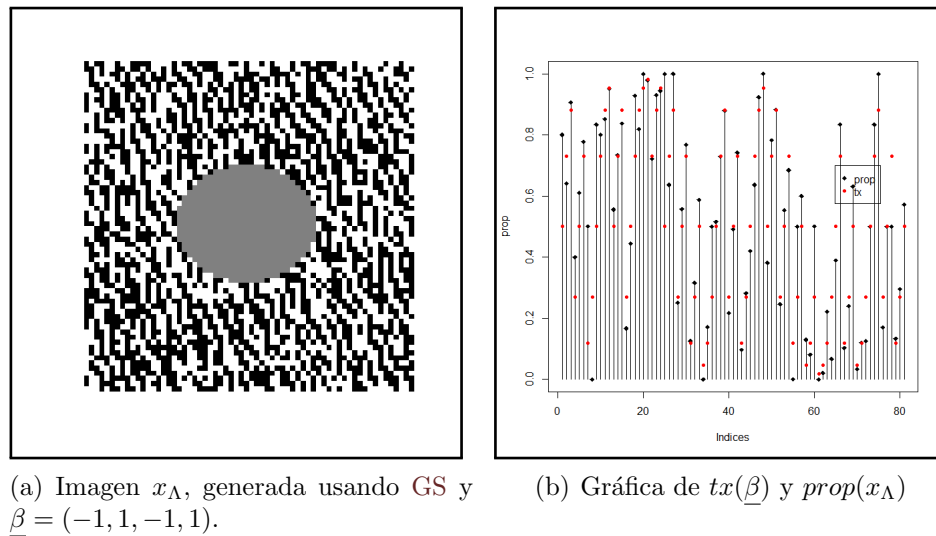 prop
1.0
0.8
0.6
0.4
0.2
0.0
prop
tx
0 20 40 60 80
Indices
(a) Imagen x_Λ, generada usando GS y
β = (−1, 1, −1, 1).
(b) Gráfica de tx(β) y prop(x_Λ)